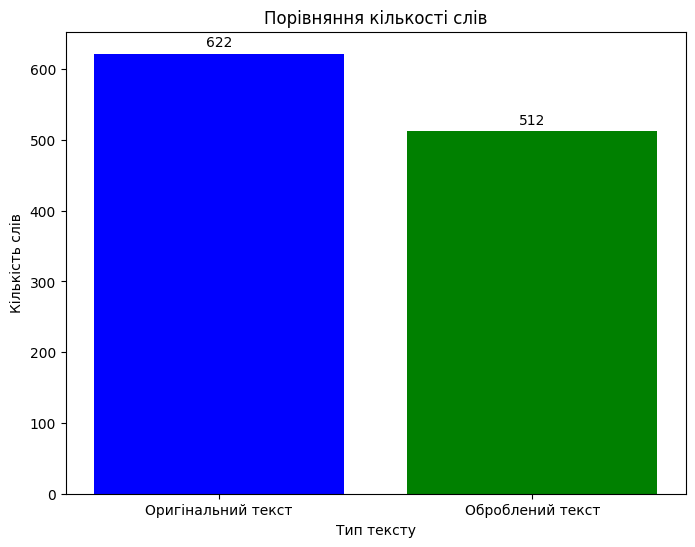 Порівняння кількості слів
622
512
600
500
400
300
200
100
0
Кількість слів
Оригінальний текст
Оброблений текст
Тип тексту